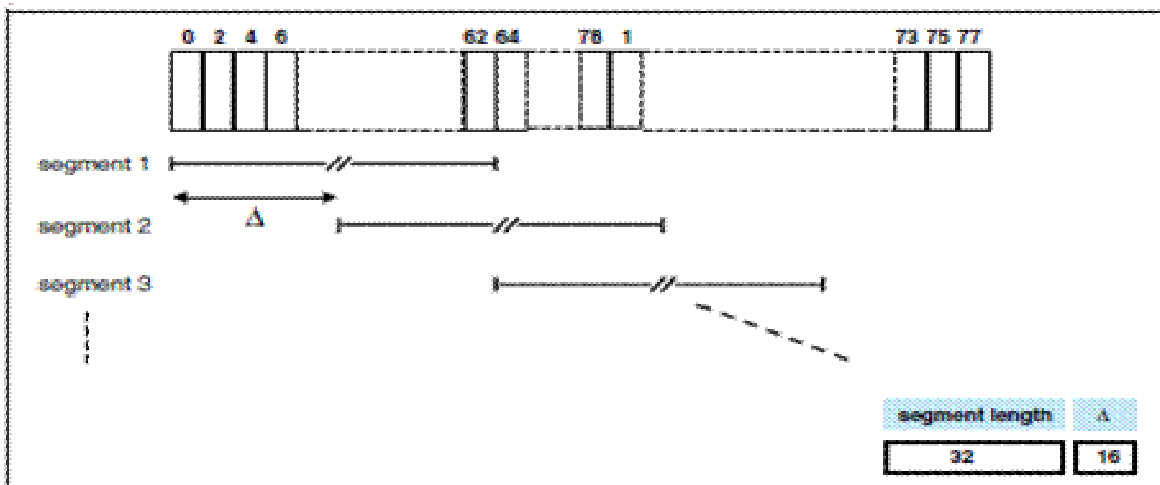 0 2 4 6 62 64 78 1 73 75 77
segment 1
Δ
segment 2
segment 3
segment length Δ
32 16